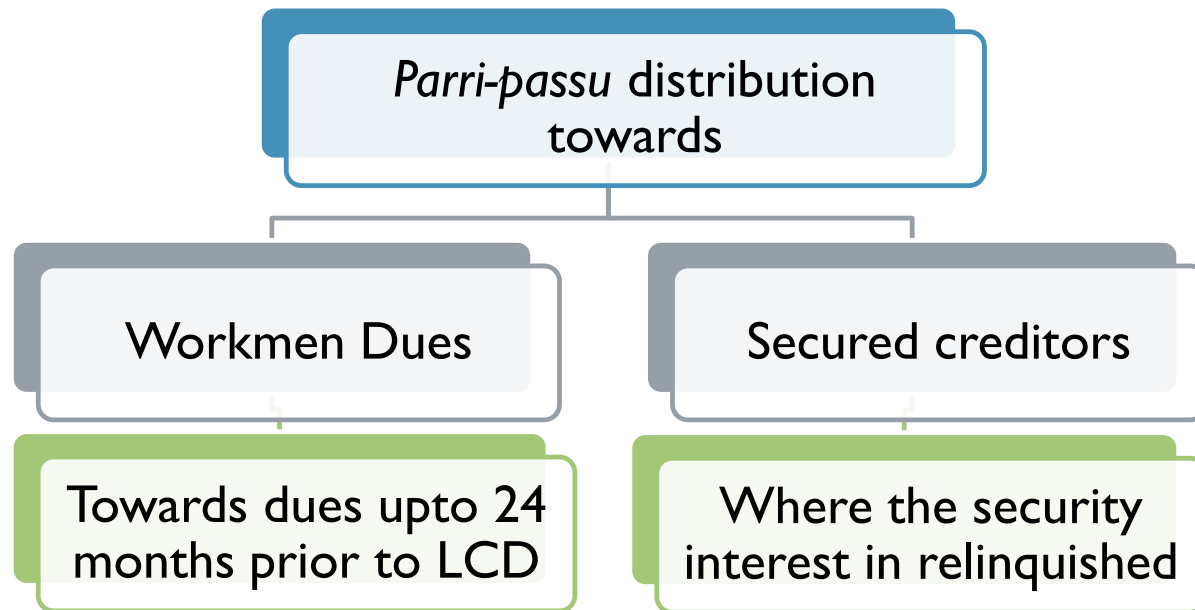 Parri-passu distribution
towards
Workmen Dues
Secured creditors
Towards dues upto 24
months prior to LCD
Where the security
interest in relinquished